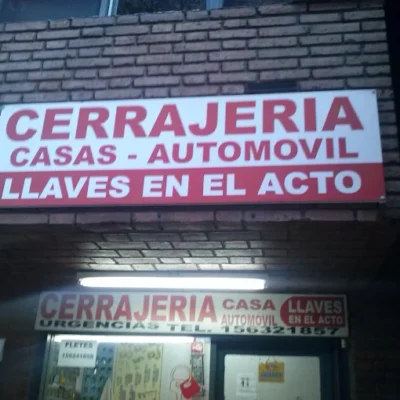 CERRAJERIA
CASAS - AUTOMOVIL
LLAVES EN EL ACTO
CERRAJERIA CASA AUTOMOVIL LLAVES EN EL ACTO
URGENCIAS TEL. 156321857
FLETES